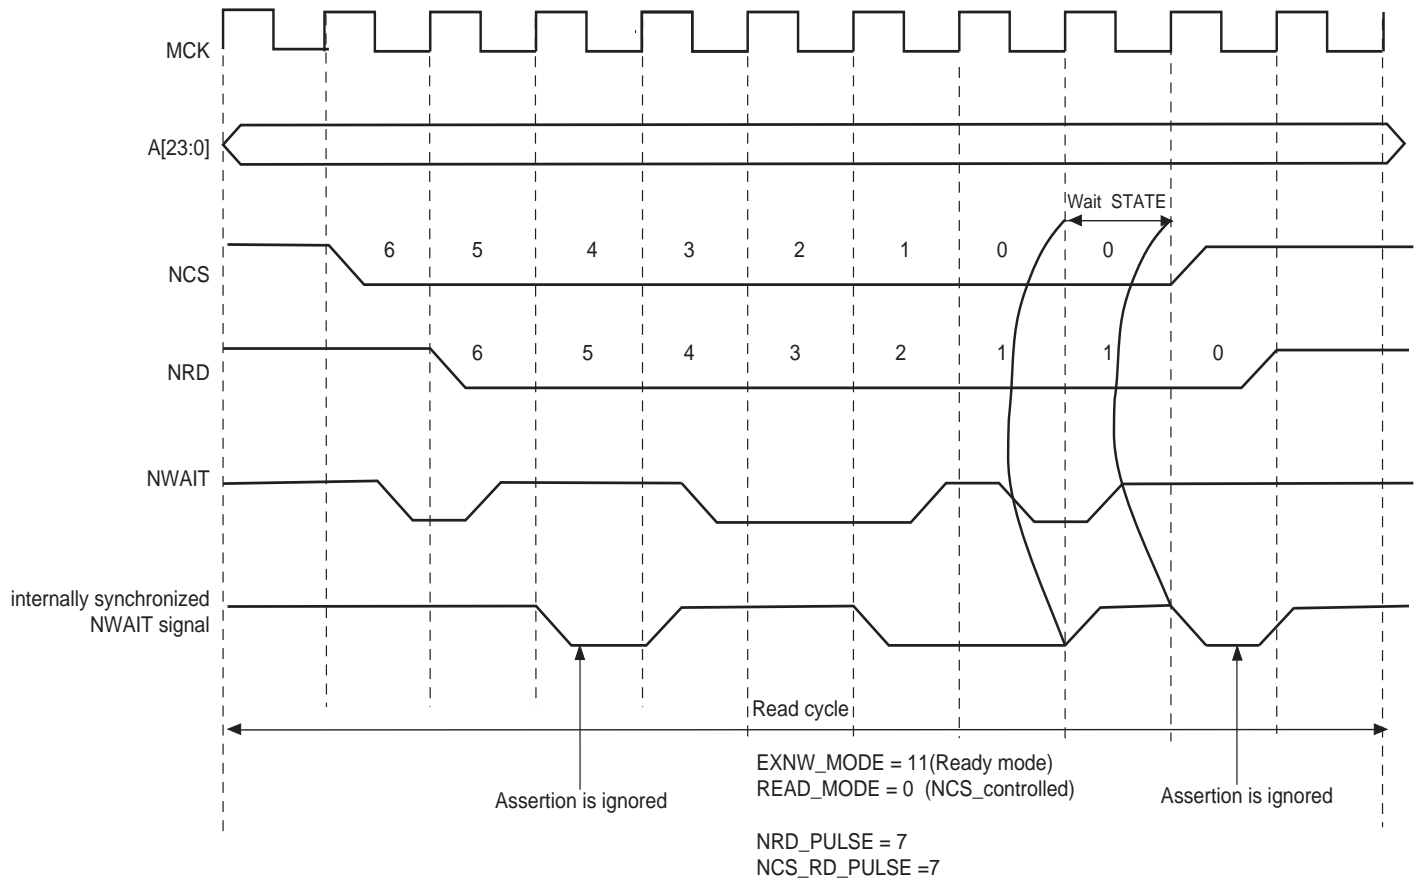 MCK
A[23:0]
Wait STATE
6 5 4 3 2 1 0 0
NCS
6 5 4 3 2 1 1 0
NRD
NWAIT
internally synchronized
NWAIT signal
Read cycle
EXNW_MODE = 11(Ready mode)
READ_MODE = 0 (NCS_controlled)
Assertion is ignored
Assertion is ignored
NRD_PULSE = 7
NCS_RD_PULSE =7